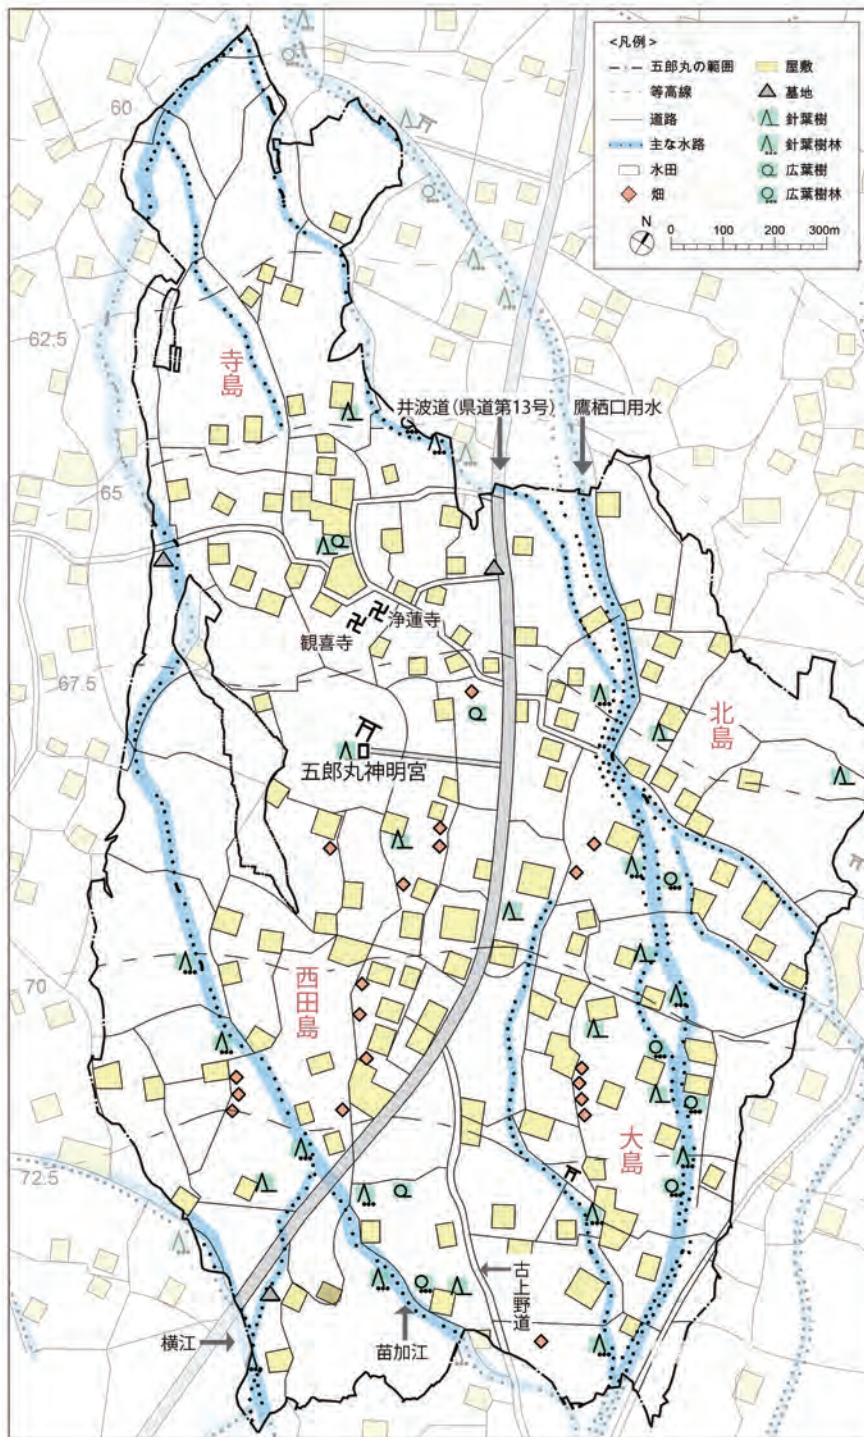 <凡例>
五郎丸の範囲
等高線
道路
主な水路
水田
畑
屋敷
墓地
針葉樹
針葉樹林
広葉樹
広葉樹林
N
0 100 200 300m
60
62.5
寺島
井波道(県道第13号)
鷹栖口用水
65
浄蓮寺
観喜寺
67.5
北島
五郎丸神明宮
70
西田島
大島
72.5
古上野道
横江
苗加江